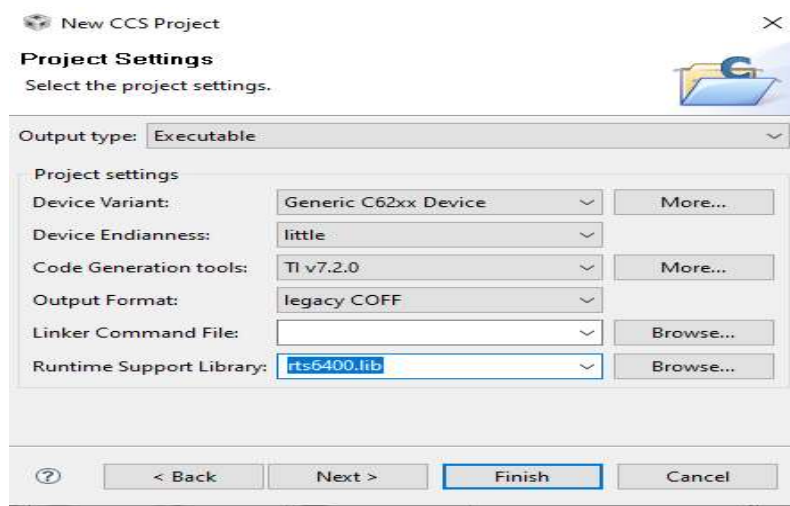 New CCS Project
Project Settings
Select the project settings.
Output type: Executable
Project settings
Device Variant: Generic C62xx Device More...
Device Endianness: little
Code Generation tools: TI v7.2.0 More...
Output Format: legacy COFF
Linker Command File: Browse...
Runtime Support Library: rts6400.lib Browse...
? < Back Next > Finish Cancel